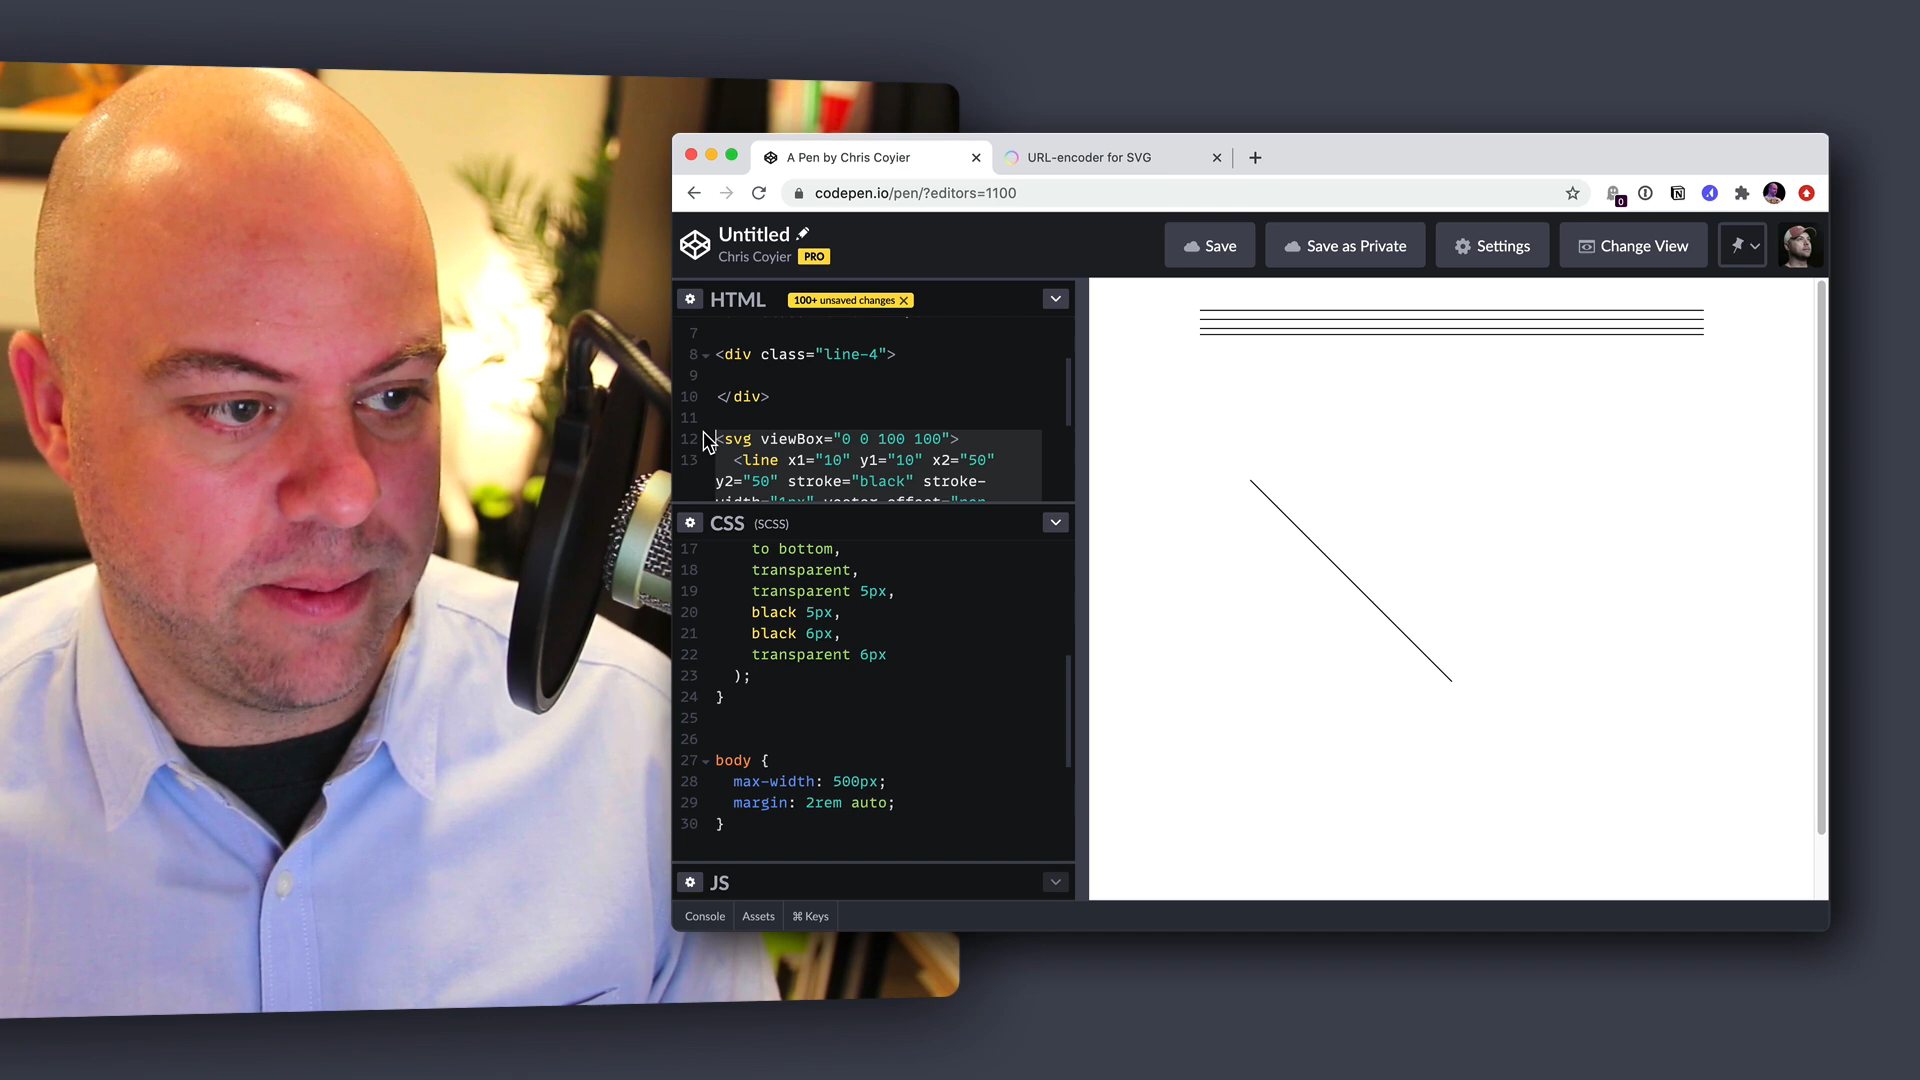 A Pen by Chris Coyier
URL-encoder for SVG
codepen.io/pen/?editors=1100
0
Untitled
Chris Coyier PRO
Save
Save as Private
Settings
Change View
HTML 100+ unsaved changes
7
8 <div class="line-4">
9
10 </div>
11
12 <svg viewBox="0 0 100 100">
13 <line x1="10" y1="10" x2="50"
y2="50" stroke="black" stroke-
CSS (SCSS)
17 to bottom,
18 transparent,
19 transparent 5px,
20 black 5px,
21 black 6px,
22 transparent 6px
23 );
24 }
25
26
27 body {
28 max-width: 500px;
29 margin: 2rem auto;
30 }
JS
Console
Assets
⌘ Keys